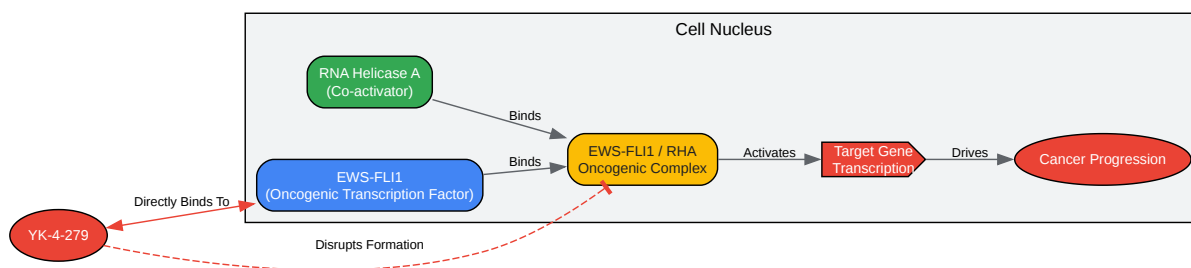 Cell Nucleus
RNA Helicase A
(Co-activator)
Binds
EWS-FLI1
(Oncogenic Transcription Factor)
Binds
EWS-FLI1 / RHA
Oncogenic Complex
Activates
Target Gene
Transcription
Drives
Cancer Progression
YK-4-279
Directly Binds To
Disrupts Formation